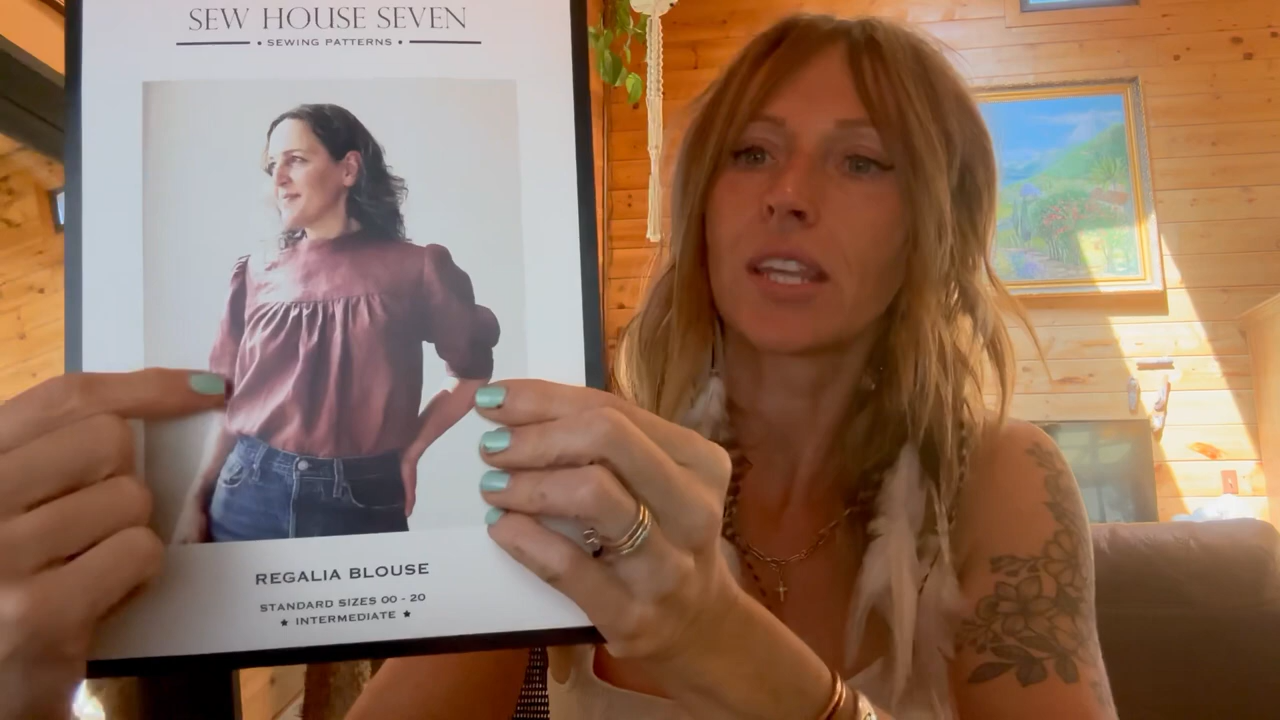 SEW HOUSE SEVEN
• SEWING PATTERNS •
REGALIA BLOUSE
STANDARD SIZES 00 - 20
★ INTERMEDIATE ★